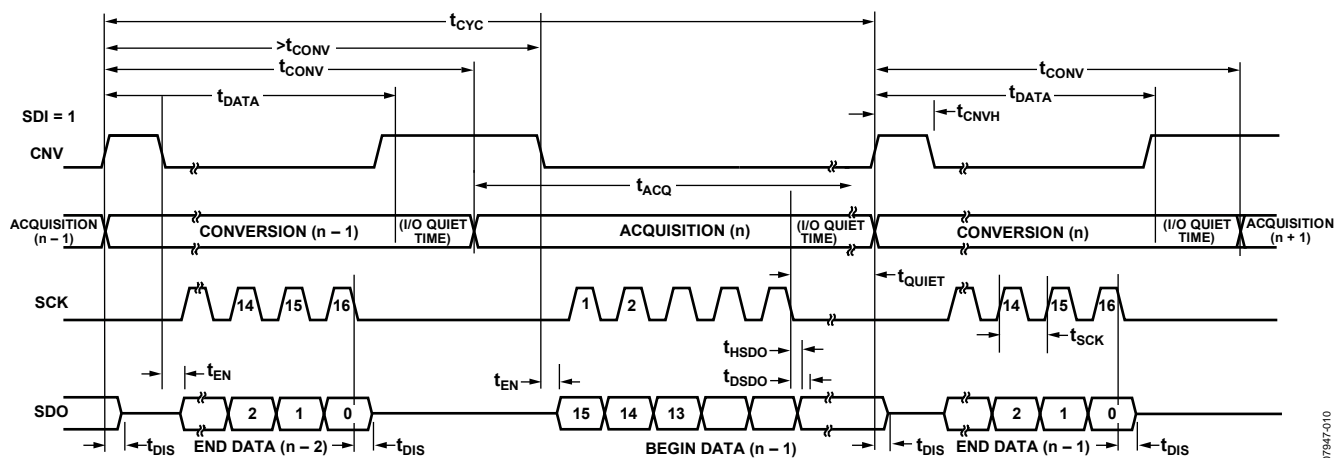 tCYC
>tCONV
tCONV
tCONV
tDATA
tDATA
SDI = 1
tCNVH
CNV
tACQ
ACQUISITION (n – 1)
CONVERSION (n – 1)
(I/O QUIET TIME)
ACQUISITION (n)
(I/O QUIET TIME)
CONVERSION (n)
(I/O QUIET TIME)
ACQUISITION (n + 1)
tQUIET
SCK
14 15 16
1 2
14 15 16
tSCK
tHSDO
tEN
tEN
tDSDO
SDO
2 1 0
15 14 13
2 1 0
tDIS
END DATA (n – 2)
tDIS
BEGIN DATA (n – 1)
tDIS
END DATA (n – 1)
tDIS
07947-010